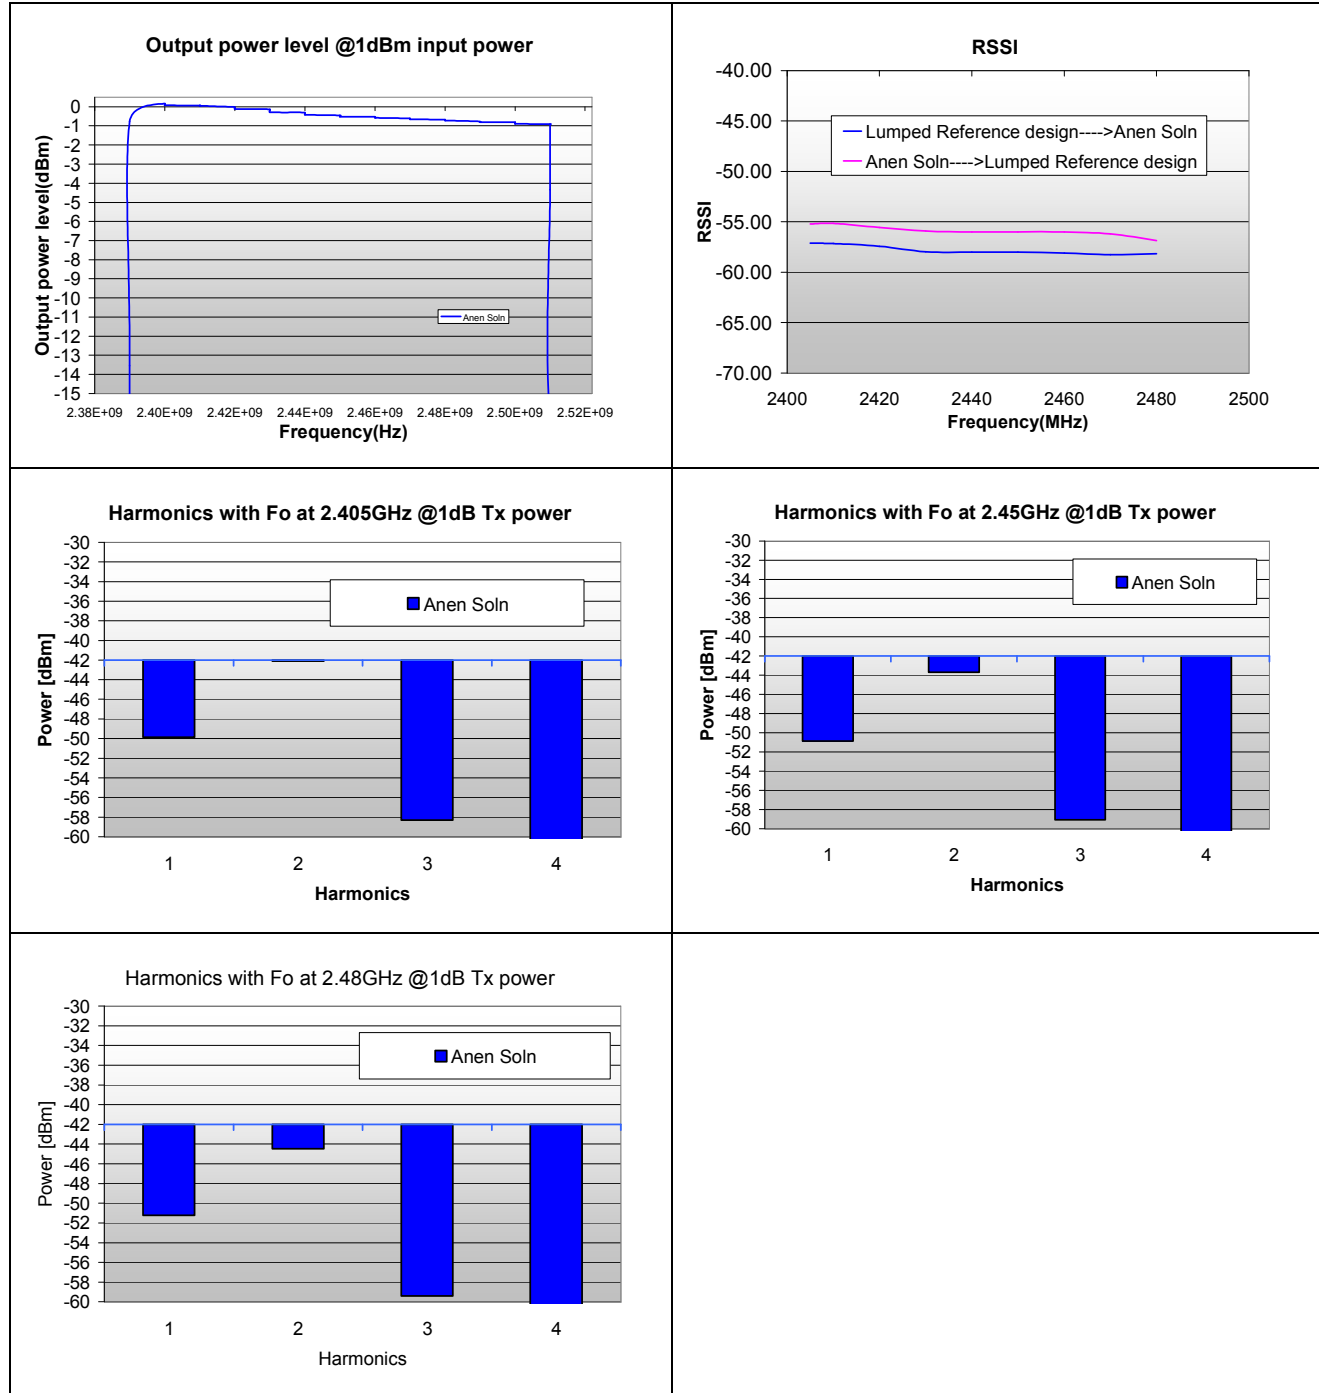 Output power level @1dBm input power
Output power level(dBm)
0
-1
-2
-3
-4
-5
-6
-7
-8
-9
-10
-11
-12
-13
-14
-15
Anen Soln
2.38E+09 2.40E+09 2.42E+09 2.44E+09 2.46E+09 2.48E+09 2.50E+09 2.52E+09
Frequency(Hz)
RSSI
RSSI
-40.00
-45.00
-50.00
-55.00
-60.00
-65.00
-70.00
Lumped Reference design---->Anen Soln
Anen Soln---->Lumped Reference design
2400 2420 2440 2460 2480 2500
Frequency(MHz)
Harmonics with Fo at 2.405GHz @1dB Tx power
Power [dBm]
-30
-32
-34
-36
-38
-40
-42
-44
-46
-48
-50
-52
-54
-56
-58
-60
Anen Soln
1 2 3 4
Harmonics
Harmonics with Fo at 2.45GHz @1dB Tx power
Power [dBm]
-30
-32
-34
-36
-38
-40
-42
-44
-46
-48
-50
-52
-54
-56
-58
-60
Anen Soln
1 2 3 4
Harmonics
Harmonics with Fo at 2.48GHz @1dB Tx power
Power [dBm]
-30
-32
-34
-36
-38
-40
-42
-44
-46
-48
-50
-52
-54
-56
-58
-60
Anen Soln
1 2 3 4
Harmonics